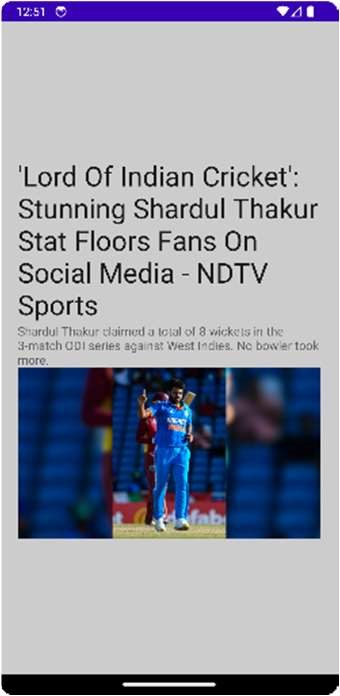 12:51
'Lord Of Indian Cricket':
Stunning Shardul Thakur
Stat Floors Fans On
Social Media - NDTV
Sports
Shardul Thakur claimed a total of 8 wickets in the
3-match ODI series against West Indies. No bowler took
more.
INDIA